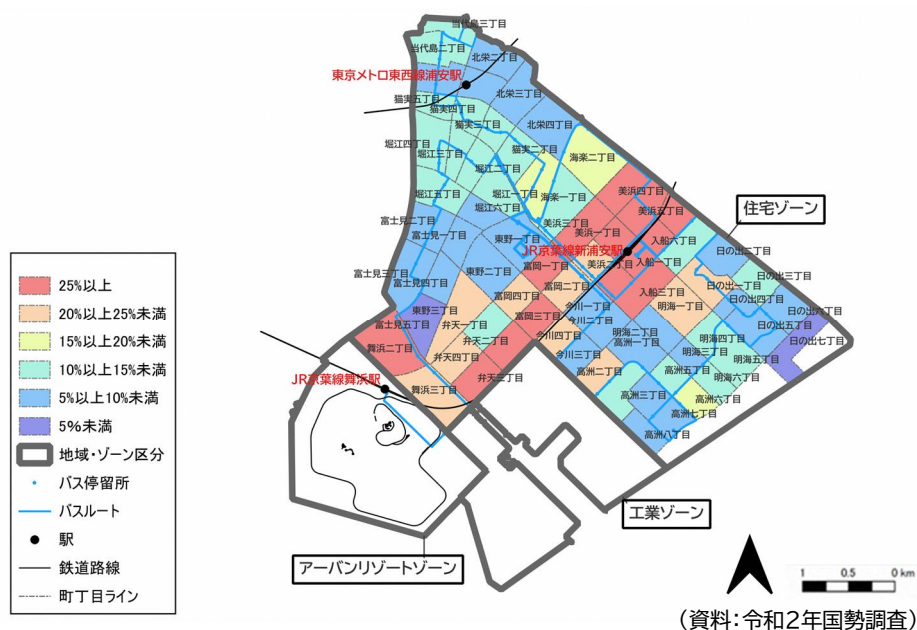 当代島三丁目
当代島二丁目
北栄二丁目
東京メトロ東西線浦安駅
北栄三丁目
猫実五丁目
猫実四丁目
猫実三丁目
北栄四丁目
堀江四丁目
堀江三丁目
猫実二丁目
海楽二丁目
堀江二丁目
堀江五丁目
堀江一丁目
海楽一丁目
美浜四丁目
堀江六丁目
美浜五丁目
住宅ゾーン
富士見二丁目
美浜三丁目
富士見一丁目
東野一丁目
美浜一丁目
入船六丁目
JR京葉線新浦安駅
日の出二丁目
富士見三丁目
東野二丁目
富岡一丁目
美浜二丁目
入船一丁目
日の出三丁目
富士見四丁目
富岡二丁目
日の出一丁目
25%以上
富岡四丁目
入船三丁目
日の出四丁目
東野三丁目
今川一丁目
明海一丁目
日の出六丁目
20%以上25%未満
富士見五丁目
弁天一丁目
富岡三丁目
今川二丁目
日の出五丁目
15%以上20%未満
今川四丁目
明海二丁目
明海四丁目
日の出七丁目
舞浜二丁目
弁天二丁目
高洲一丁目
明海三丁目
10%以上15%未満
弁天四丁目
今川三丁目
明海五丁目
JR京葉線舞浜駅
弁天三丁目
高洲二丁目
高洲五丁目
明海六丁目
5%以上10%未満
舞浜三丁目
高洲三丁目
高洲六丁目
5%未満
高洲七丁目
高洲八丁目
地域・ゾーン区分
バス停留所
バスルート
工業ゾーン
駅
鉄道路線
アーバンリゾートゾーン
町丁目ライン
1 0.5 0 km
(資料:令和2年国勢調査)